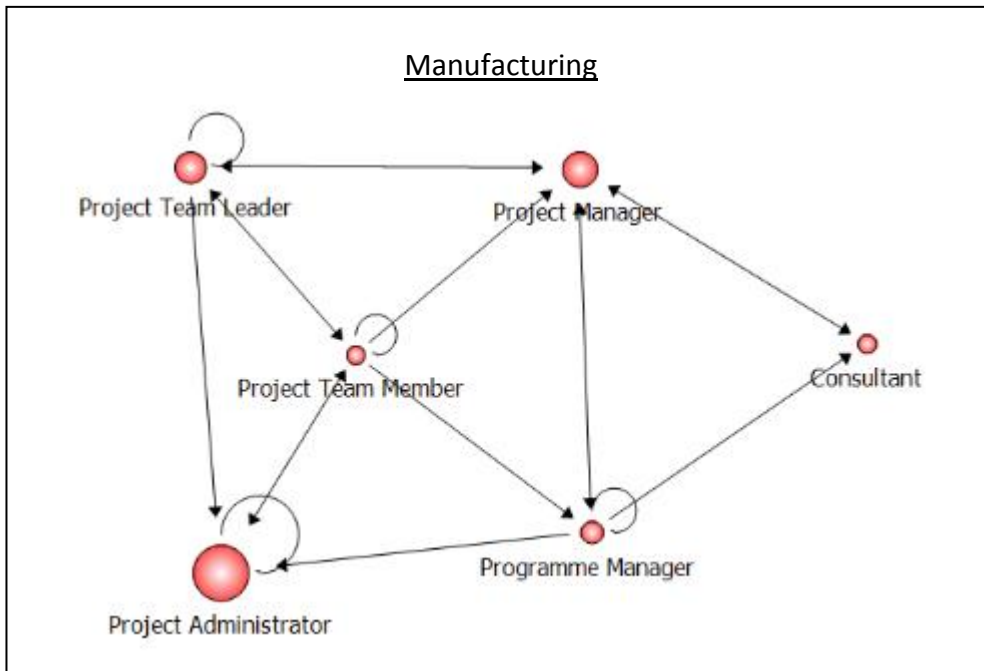 Manufacturing
Project Team Leader
Project Manager
Project Team Member
Consultant
Programme Manager
Project Administrator